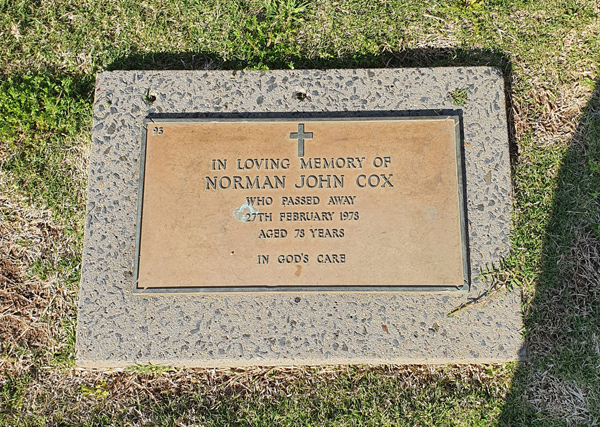 93
IN LOVING MEMORY OF
NORMAN JOHN COX
WHO PASSED AWAY
27TH FEBRUARY 1978
AGED 78 YEARS
IN GOD'S CARE